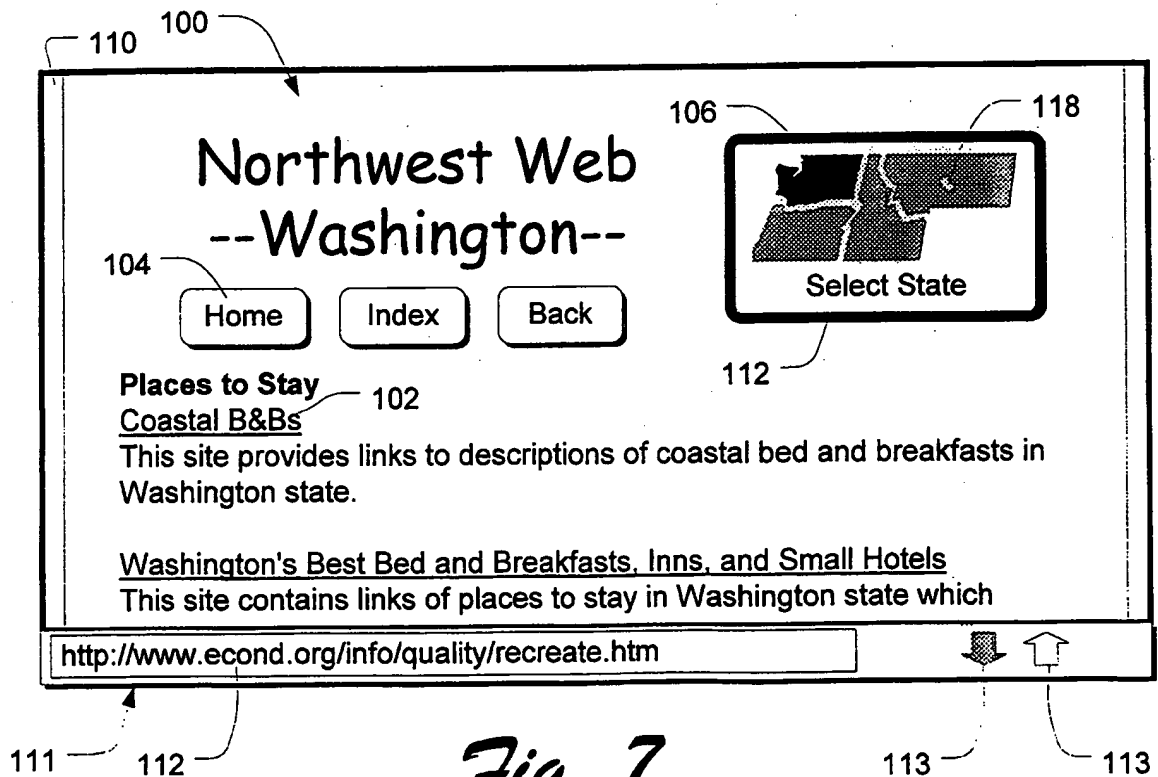 100
110
106
118
Northwest Web
--Washington--
104
Select State
Home Index Back
112
Places to Stay
102
Coastal B&Bs
This site provides links to descriptions of coastal bed and breakfasts in
Washington state.
Washington's Best Bed and Breakfasts, Inns, and Small Hotels
This site contains links of places to stay in Washington state which
http://www.econd.org/info/quality/recreate.htm
111
112
113
113
Fig. 7